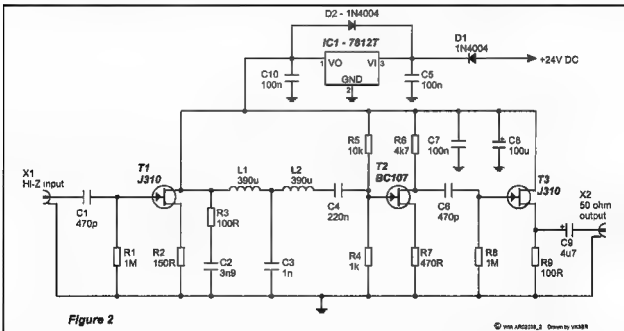 D2 - 1N4004
IC1 - 7812T
D1
1N4004
1 VO
VI 3
GND
2
+24V DC
C10
100n
C5
100n
R5
10k
R6
4k7
C7
100n
C8
100u
X1
HI-Z input
T1
J310
L1
390u
L2
390u
T2
BC107
T3
J310
X2
50 ohm
output
C1
470p
R3
100R
C4
220n
C6
470p
C9
4u7
R1
1M
R2
150R
C2
3n9
C3
1n
R4
1k
R7
470R
R8
1M
R9
100R
Figure 2
Drawn by